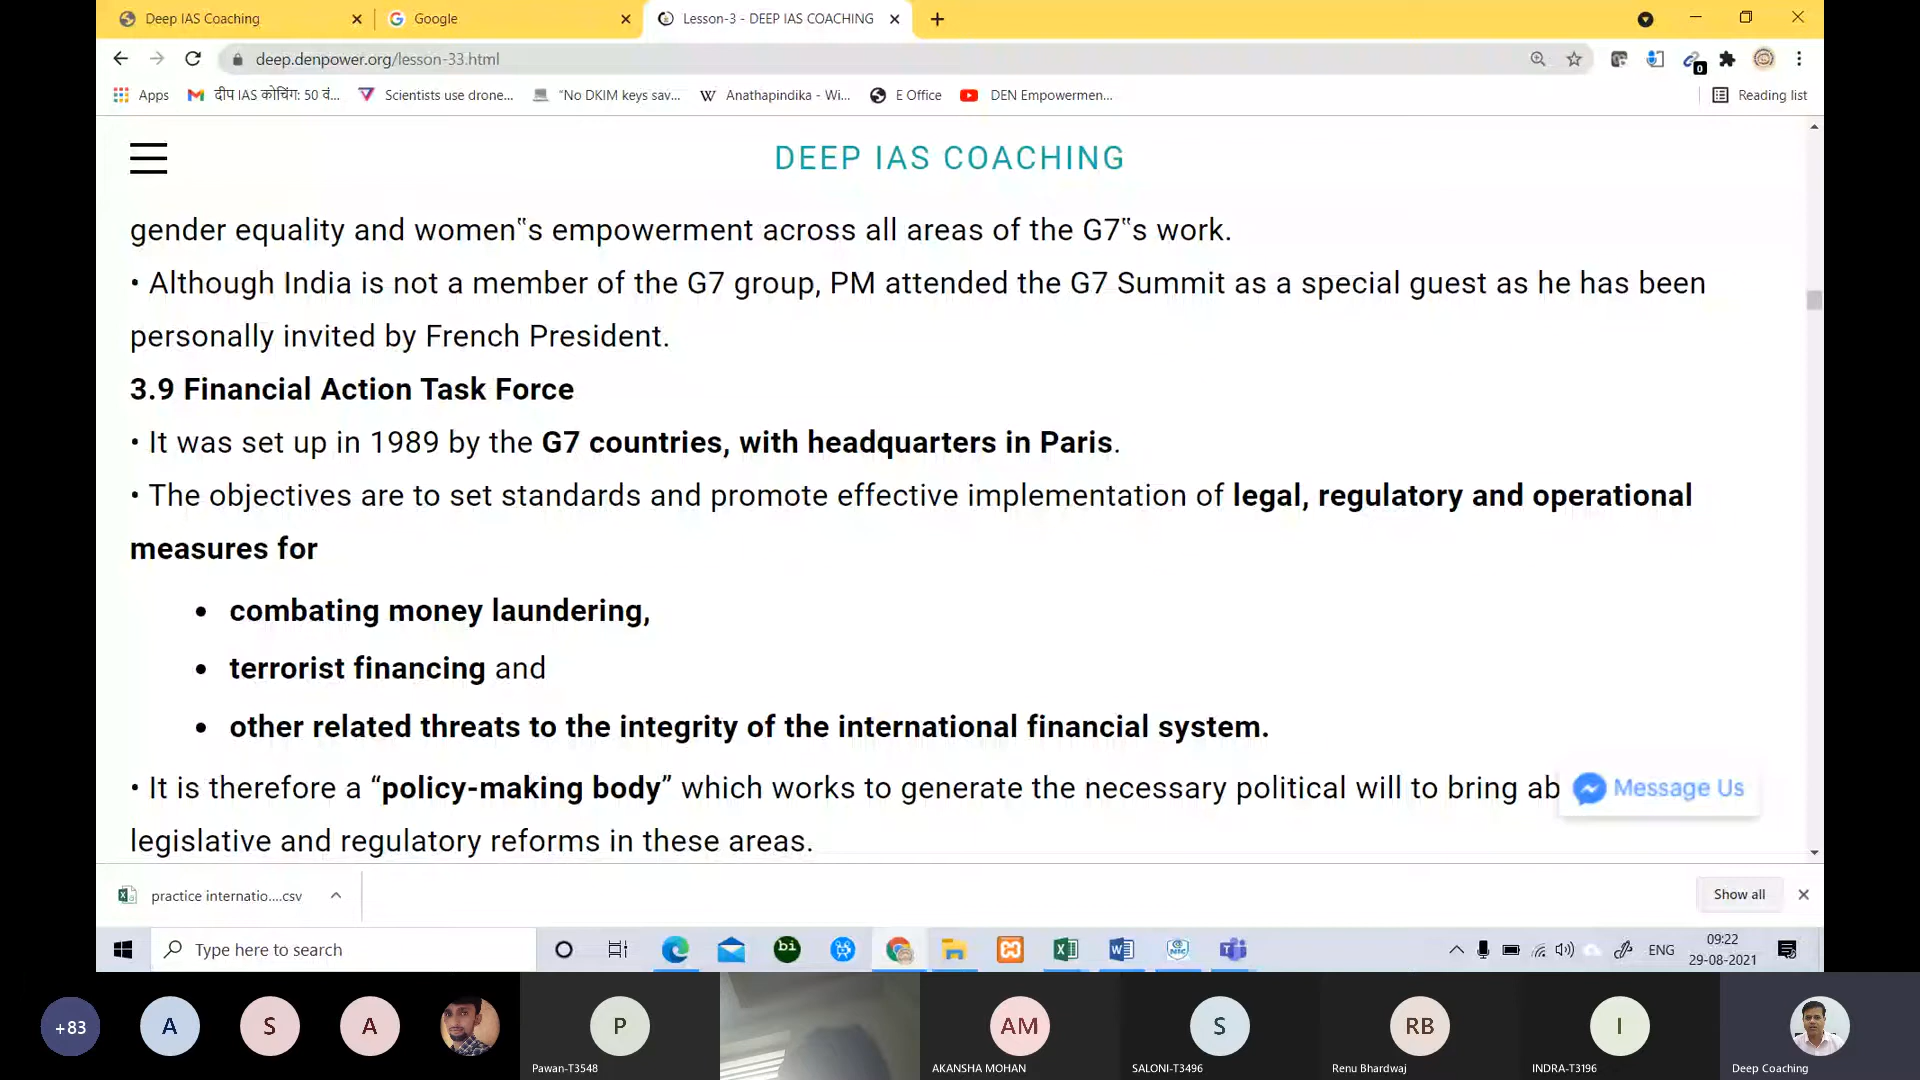 Deep IAS Coaching
Google
Lesson-3 - DEEP IAS COACHING
deep.denpower.org/lesson-33.html
0
Apps
दीप IAS कोचिंग: 50 वं...
Scientists use drone...
"No DKIM keys sav...
W
Anathapindika - Wi...
E Office
DEN Empowermen...
Reading list
DEEP IAS COACHING
gender equality and women‟s empowerment across all areas of the G7‟s work.
• Although India is not a member of the G7 group, PM attended the G7 Summit as a special guest as he has been
personally invited by French President.
3.9 Financial Action Task Force
• It was set up in 1989 by the G7 countries, with headquarters in Paris.
• The objectives are to set standards and promote effective implementation of legal, regulatory and operational
measures for
• combating money laundering,
• terrorist financing and
• other related threats to the integrity of the international financial system.
• It is therefore a “policy-making body” which works to generate the necessary political will to bring ab
Message Us
legislative and regulatory reforms in these areas.
practice internatio....csv
Show all
Type here to search
bi
ENG
09:22
29-08-2021
+83
A
S
A
P
AM
S
RB
I
Pawan-T3548
AKANSHA MOHAN
SALONI-T3496
Renu Bhardwaj
INDRA-T3196
Deep Coaching